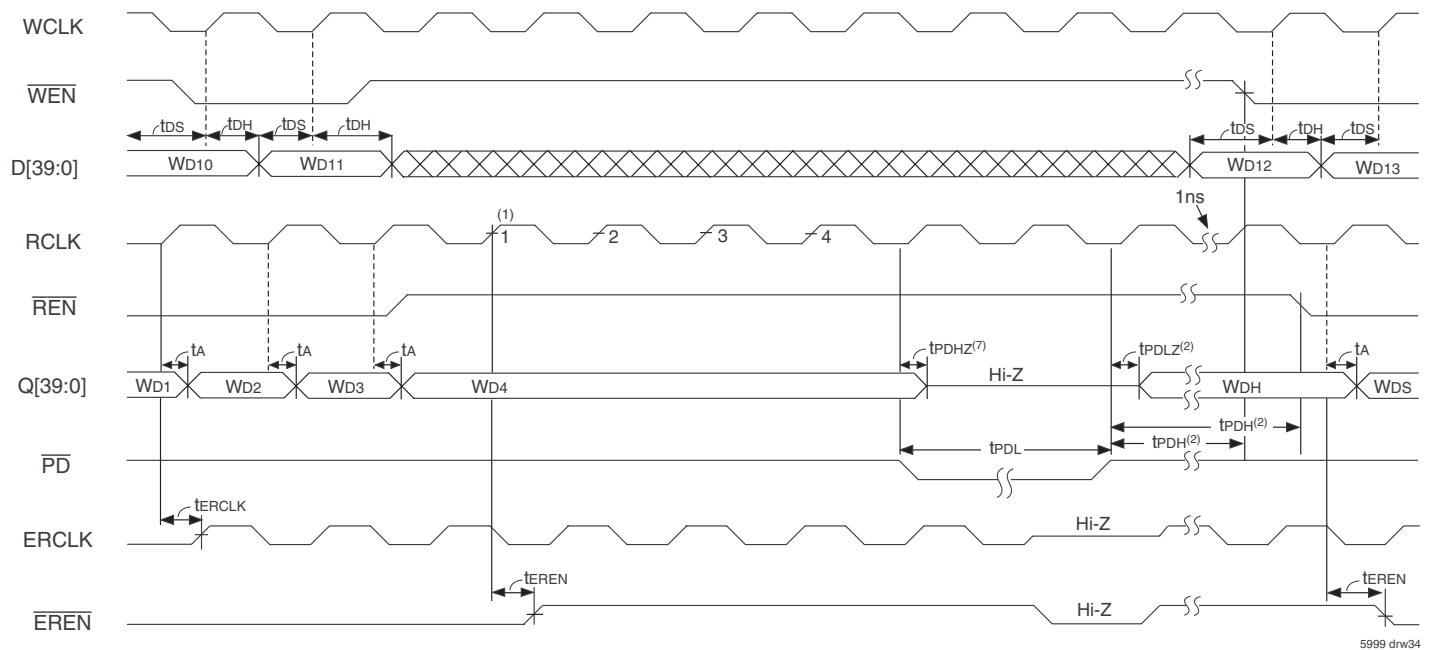 WCLK
WEN
tDS tDH tDS tDH tDS tDH tDS
D[39:0] WD10 WD11 WD12 WD13
1ns
(1)
RCLK 1 2 3 4
REN
tA tA tA tPDHZ(7) tPDLZ(2) tA
Q[39:0] WD1 WD2 WD3 WD4 Hi-Z WDH WDS
tPDH(2)
tPDL tPDH(2)
PD
tERCLK
ERCLK Hi-Z
tEREN tEREN
EREN Hi-Z
5999 drw34